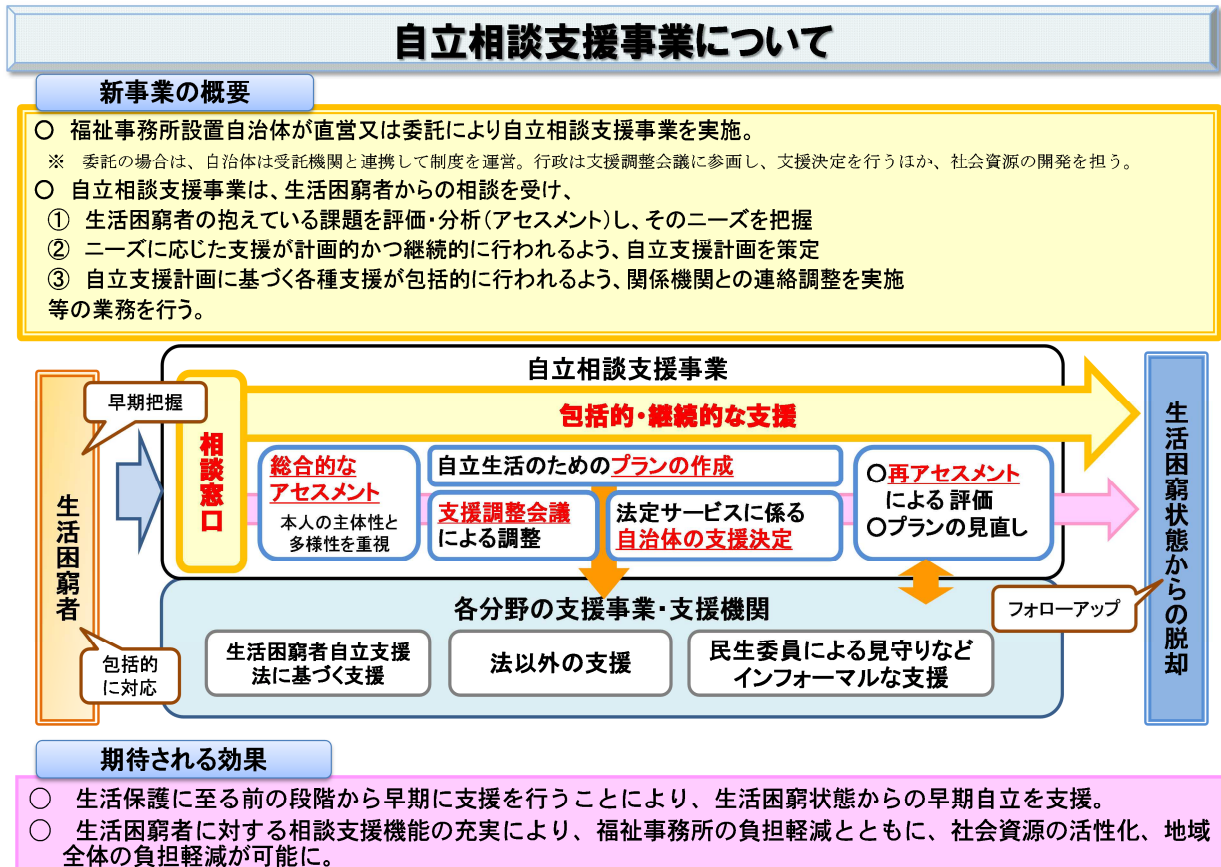 自立相談支援事業について
新事業の概要
○ 福祉事務所設置自治体が直営又は委託により自立相談支援事業を実施。
※ 委託の場合は、自治体は受託機関と連携して制度を運営。行政は支援調整会議に参画し、支援決定を行うほか、社会資源の開発を担う。
○ 自立相談支援事業は、生活困窮者からの相談を受け、
① 生活困窮者の抱えている課題を評価・分析(アセスメント)し、そのニーズを把握
② ニーズに応じた支援が計画的かつ継続的に行われるよう、自立支援計画を策定
③ 自立支援計画に基づく各種支援が包括的に行われるよう、関係機関との連絡調整を実施
等の業務を行う。
生活困窮者
早期把握
包括的
に対応
自立相談支援事業
相談窓口
包括的・継続的な支援
総合的な
アセスメント
本人の主体性と
多様性を重視
自立生活のためのプランの作成
支援調整会議
による調整
法定サービスに係る
自治体の支援決定
○再アセスメント
による評価
○プランの見直し
各分野の支援事業・支援機関
生活困窮者自立支援
法に基づく支援
法以外の支援
民生委員による見守りなど
インフォーマルな支援
フォローアップ
生活困窮状態からの脱却
期待される効果
○ 生活保護に至る前の段階から早期に支援を行うことにより、生活困窮状態からの早期自立を支援。
○ 生活困窮者に対する相談支援機能の充実により、福祉事務所の負担軽減とともに、社会資源の活性化、地域
全体の負担軽減が可能に。